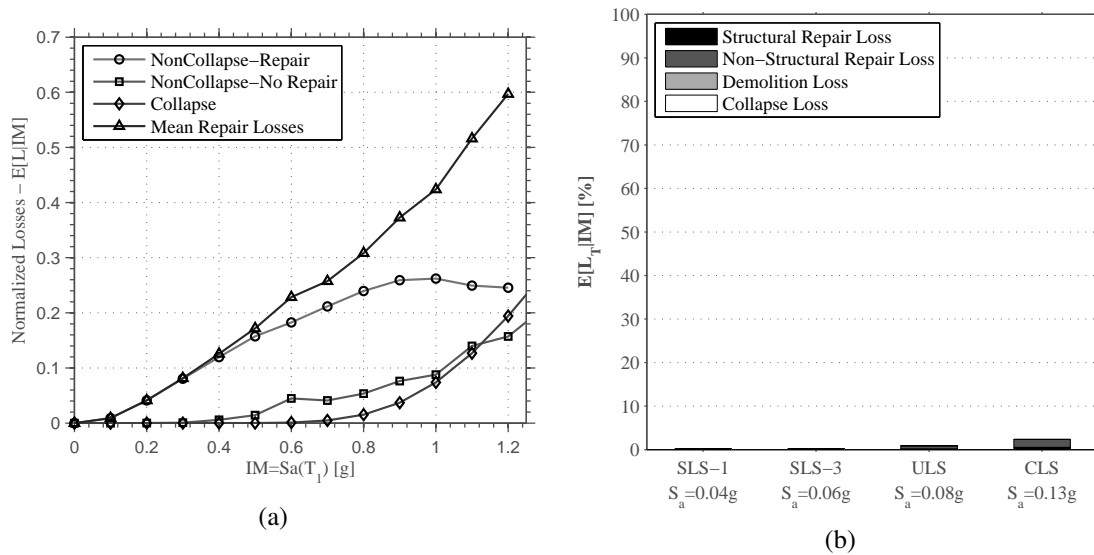 0.7
0.6
0.5
0.4
0.3
0.2
0.1
0
Normalized Losses − E[L|IM]
NonCollapse−Repair
NonCollapse−No Repair
Collapse
Mean Repair Losses
0 0.2 0.4 0.6 0.8 1 1.2
IM=Sa(T1) [g]
(a)
100
90
80
70
60
50
40
30
20
10
0
E[LT|IM] [%]
Structural Repair Loss
Non−Structural Repair Loss
Demolition Loss
Collapse Loss
SLS−1 SLS−3 ULS CLS
Sa=0.04g Sa=0.06g Sa=0.08g Sa=0.13g
(b)